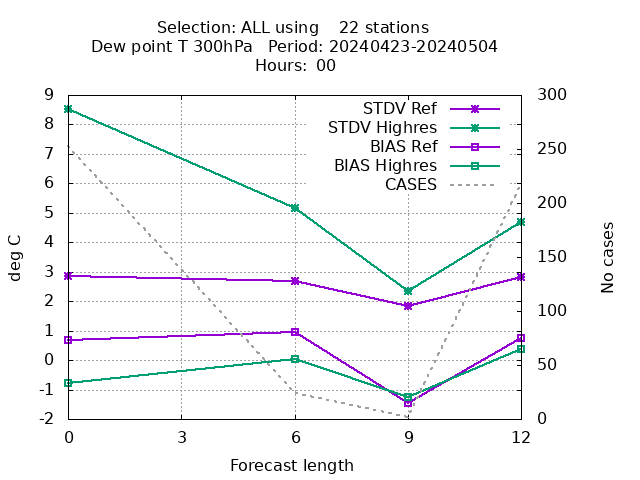 Selection: ALL using    22 stations
Dew point T 300hPa   Period: 20240423-20240504
Hours:  00
STDV Ref
STDV Highres
BIAS Ref
BIAS Highres
CASES
9
8
7
6
5
4
3
2
1
0
-1
-2
300
250
200
150
100
50
0
deg C
No cases
0
3
6
9
12
Forecast length